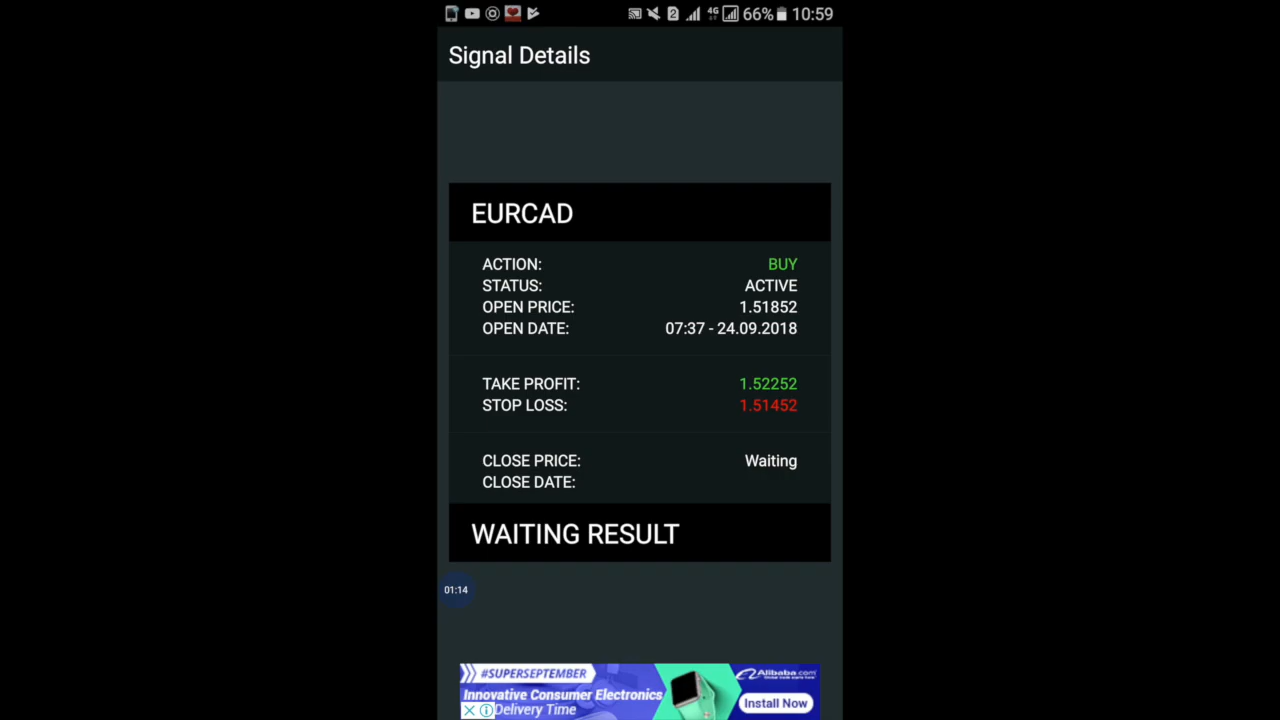 4G 66% 10:59
Signal Details
EURCAD
ACTION: BUY
STATUS: ACTIVE
OPEN PRICE: 1.51852
OPEN DATE: 07:37 - 24.09.2018
TAKE PROFIT: 1.52252
STOP LOSS: 1.51452
CLOSE PRICE: Waiting
CLOSE DATE:
WAITING RESULT
01:14
#SUPERSEPTEMBER
Alibaba.com
Innovative Consumer Electronics
Delivery Time
Install Now